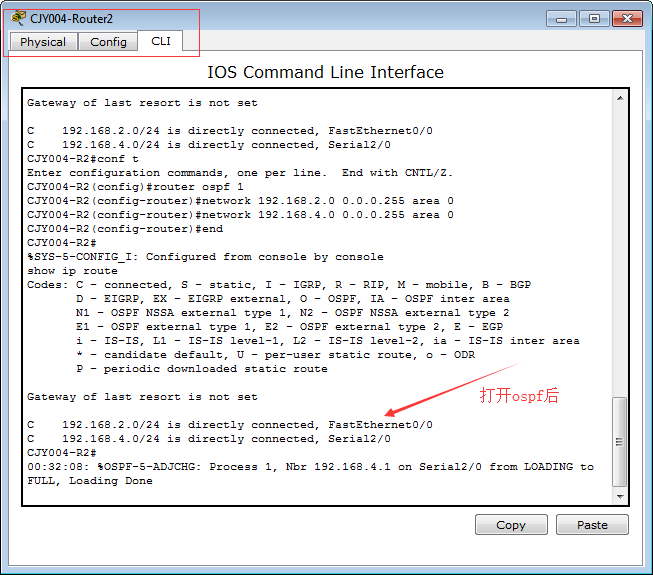 CJY004-Router2
Physical Config CLI
IOS Command Line Interface
Gateway of last resort is not set
C    192.168.2.0/24 is directly connected, FastEthernet0/0
C    192.168.4.0/24 is directly connected, Serial2/0
CJY004-R2#conf t
Enter configuration commands, one per line.  End with CNTL/Z.
CJY004-R2(config)#router ospf 1
CJY004-R2(config-router)#network 192.168.2.0 0.0.0.255 area 0
CJY004-R2(config-router)#network 192.168.4.0 0.0.0.255 area 0
CJY004-R2(config-router)#end
CJY004-R2#
%SYS-5-CONFIG_I: Configured from console by console
show ip route
Codes: C - connected, S - static, I - IGRP, R - RIP, M - mobile, B - BGP
       D - EIGRP, EX - EIGRP external, O - OSPF, IA - OSPF inter area
       N1 - OSPF NSSA external type 1, N2 - OSPF NSSA external type 2
       E1 - OSPF external type 1, E2 - OSPF external type 2, E - EGP
       i - IS-IS, L1 - IS-IS level-1, L2 - IS-IS level-2, ia - IS-IS inter area
       * - candidate default, U - per-user static route, o - ODR
       P - periodic downloaded static route
Gateway of last resort is not set
打开ospf后
C    192.168.2.0/24 is directly connected, FastEthernet0/0
C    192.168.4.0/24 is directly connected, Serial2/0
CJY004-R2#
00:32:08: %OSPF-5-ADJCHG: Process 1, Nbr 192.168.4.1 on Serial2/0 from LOADING to
FULL, Loading Done
Copy Paste